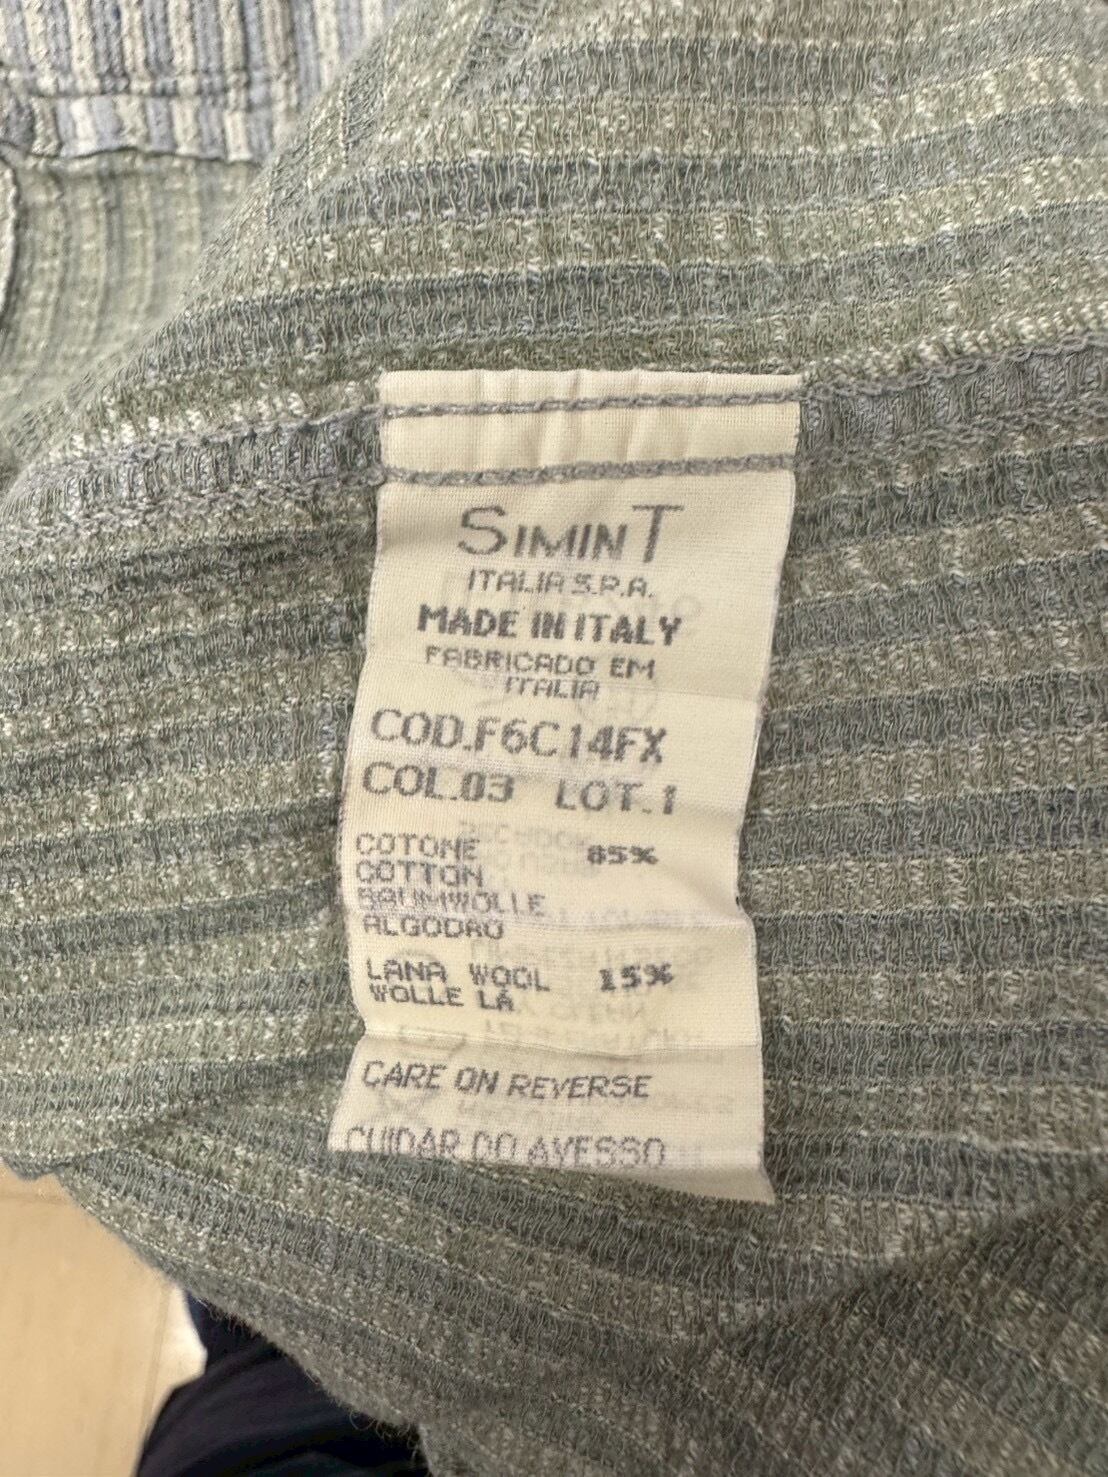 SIMINT
ITALIA S.P.A.
MADE IN ITALY
FABRICADO EM
ITALIA
COD.F6C14FX
COL.03 LOT.1
COTONE 85%
COTTON
BAUMWOLLE
ALGODAO
LANA WOOL 15%
WOLLE LÁ
CARE ON REVERSE
CUIDAR DO AVESSO